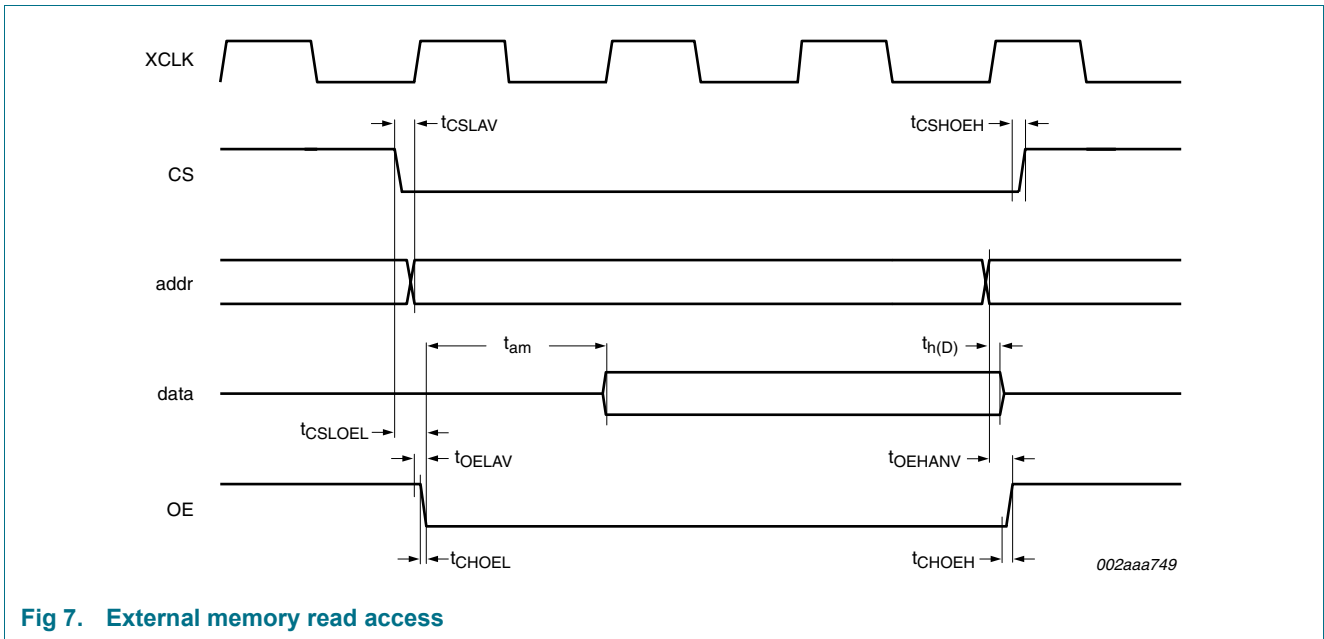 XCLK
tCSLAV
tCSHOEH
CS
addr
tam
th(D)
data
tCSLOEL
tOELAV
tOEHANV
OE
tCHOEL
tCHOEH
002aaa749
Fig 7. External memory read access